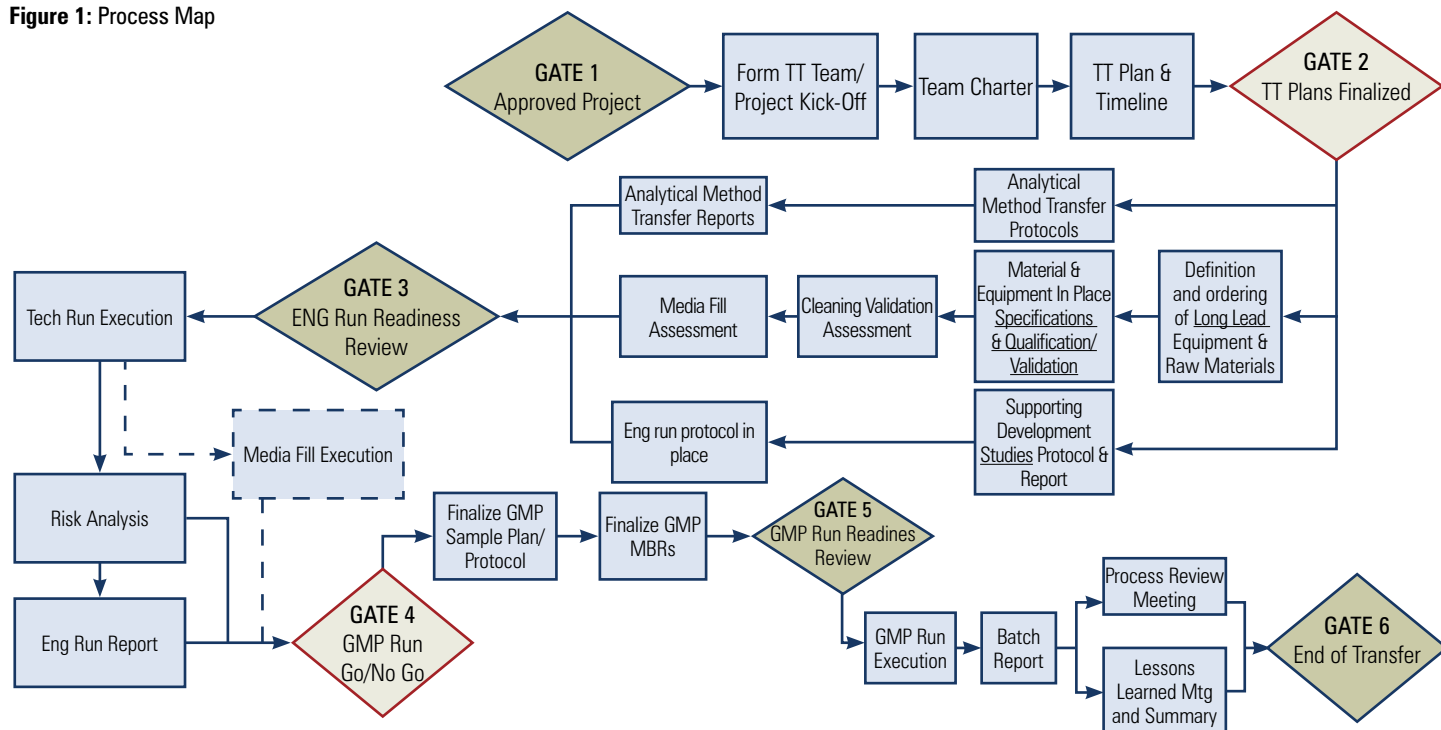 Figure 1: Process Map
GATE 1
Approved Project
Form TT Team/
Project Kick-Off
Team Charter
TT Plan &
Timeline
GATE 2
TT Plans Finalized
Analytical
Method Transfer
Protocols
Analytical Method
Transfer Reports
Definition
and ordering
of Long Lead
Equipment &
Raw Materials
Material &
Equipment In Place
Specifications
& Qualification/
Validation
Cleaning Validation
Assessment
Media Fill
Assessment
Supporting
Development
Studies Protocol &
Report
Eng run protocol in
place
GATE 3
ENG Run Readiness
Review
Tech Run Execution
Media Fill Execution
Risk Analysis
Eng Run Report
GATE 4
GMP Run
Go/No Go
Finalize GMP
Sample Plan/
Protocol
Finalize GMP
MBRs
GATE 5
GMP Run Readines
Review
GMP Run
Execution
Batch
Report
Process Review
Meeting
Lessons
Learned Mtg
and Summary
GATE 6
End of Transfer